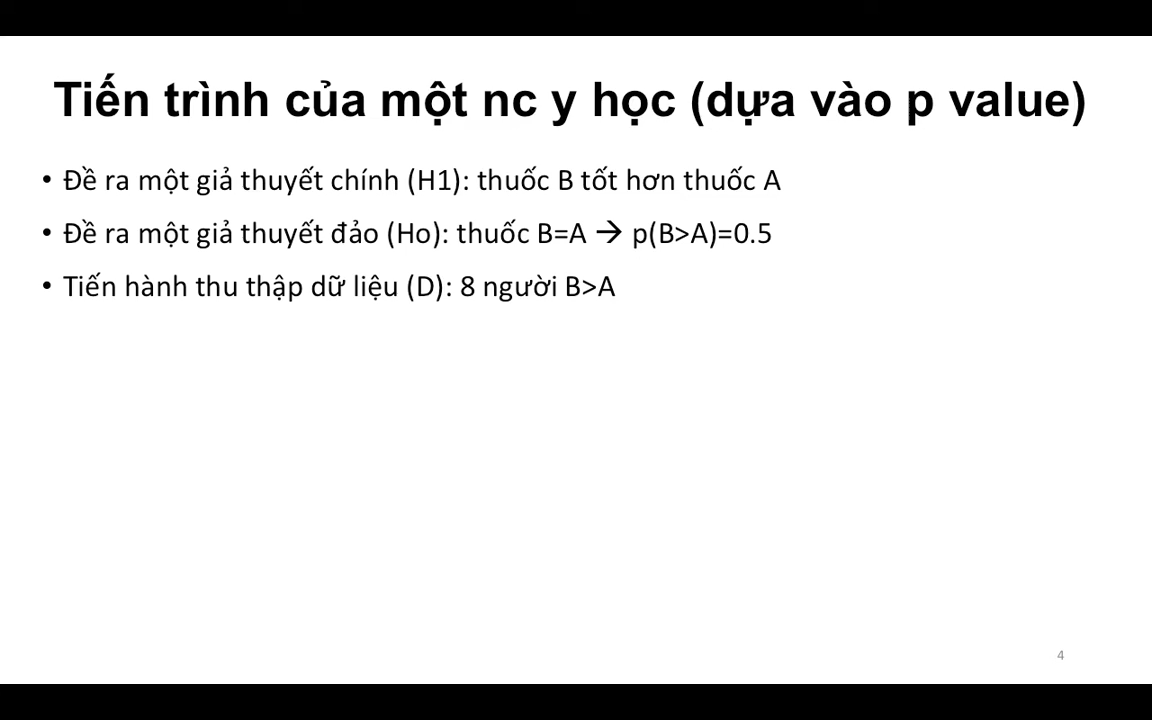 Tiến trình của một nc y học (dựa vào p value)
• Đề ra một giả thuyết chính (H1): thuốc B tốt hơn thuốc A
• Đề ra một giả thuyết đảo (Ho): thuốc B=A → p(B>A)=0.5
• Tiến hành thu thập dữ liệu (D): 8 người B>A
4